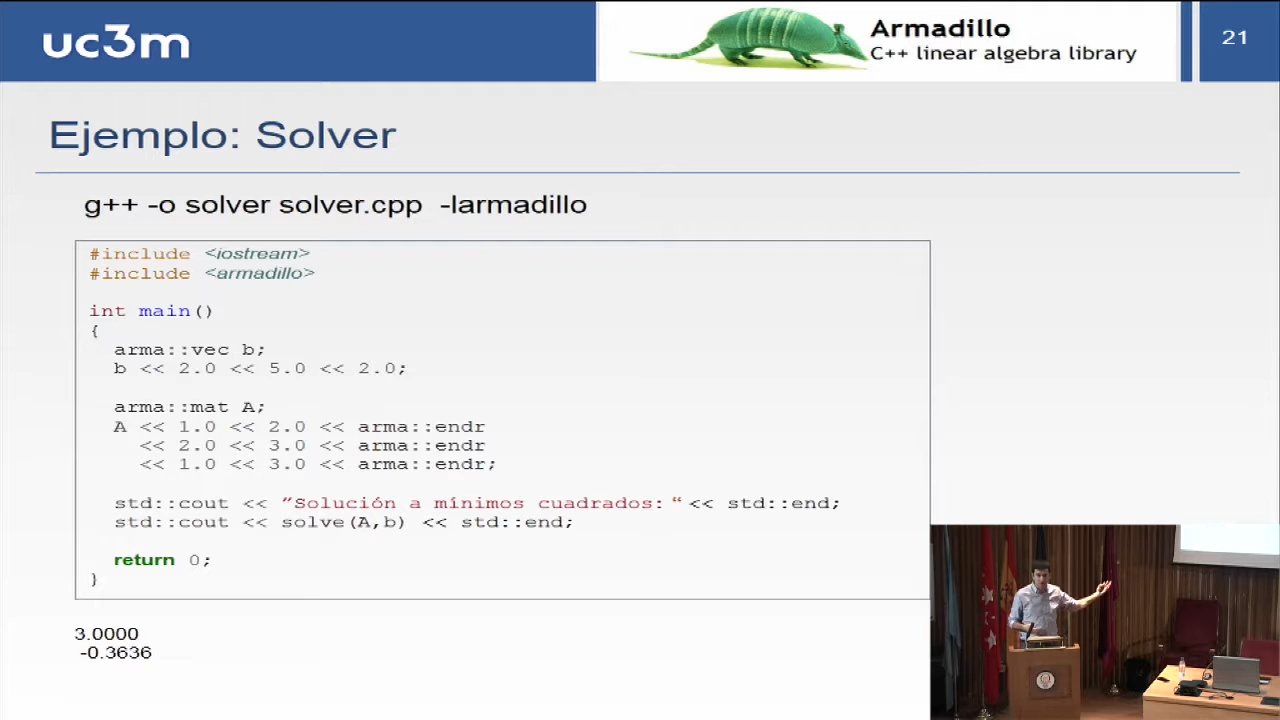 uc3m
Armadillo
C++ linear algebra library
21
Ejemplo: Solver
g++ -o solver solver.cpp -larmadillo
#include <iostream>
#include <armadillo>
int main()
{
arma::vec b;
b << 2.0 << 5.0 << 2.0;
arma::mat A;
A << 1.0 << 2.0 << arma::endr
<< 2.0 << 3.0 << arma::endr
<< 1.0 << 3.0 << arma::endr;
std::cout << ”Solución a mínimos cuadrados: “ << std::end;
std::cout << solve(A,b) << std::end;
return 0;
}
3.0000
-0.3636